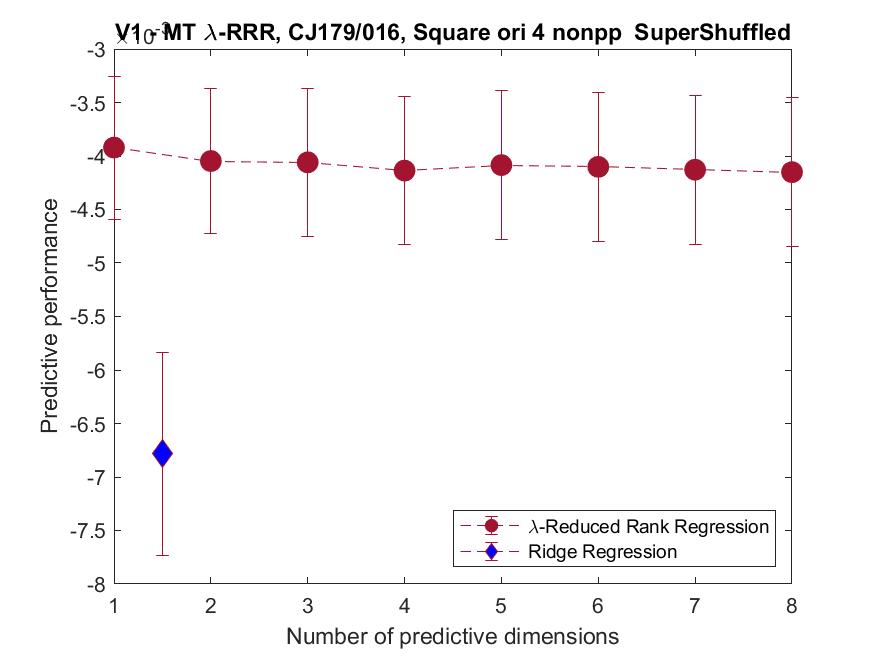 V1 - MT λ-RRR, CJ179/016, Square ori 4 nonpp  SuperShuffled
×10-3
-3
-3.5
-4
-4.5
-5
-5.5
-6
-6.5
-7
-7.5
-8
Predictive performance
λ-Reduced Rank Regression
Ridge Regression
1 2 3 4 5 6 7 8
Number of predictive dimensions